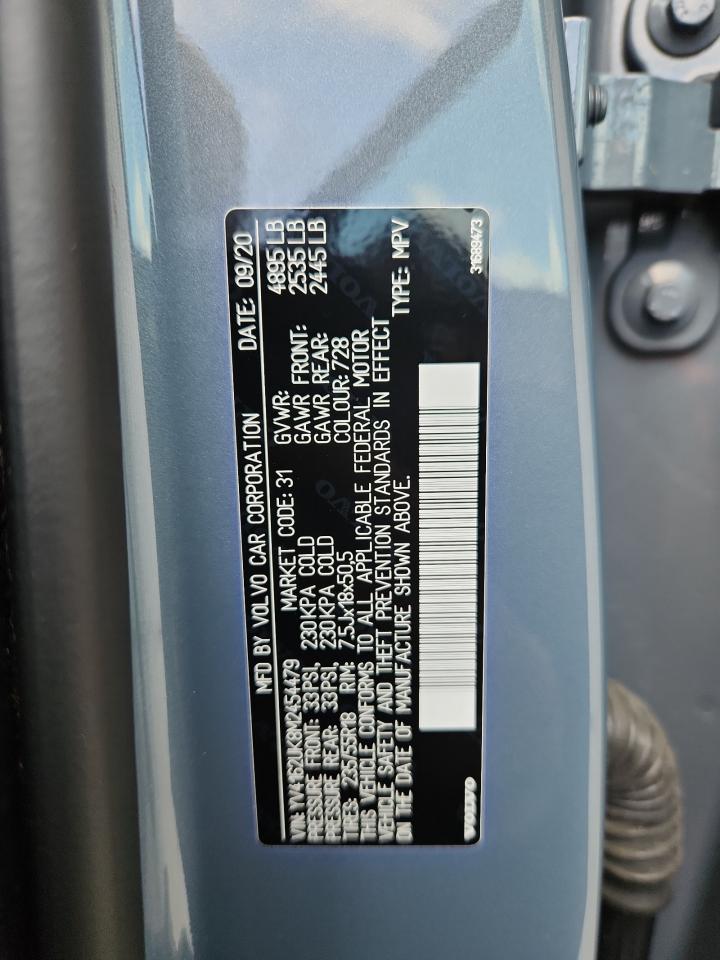 MFD BY VOLVO CAR CORPORATION DATE: 09/20
VIN: YV4162UK8M2454479 MARKET CODE: 31 GVWR: 4895 LB
PRESSURE FRONT: 33PSI, 230KPA COLD GAWR FRONT: 2535 LB
PRESSURE REAR: 33PSI, 230KPA COLD GAWR REAR: 2445 LB
TIRES: 235/55R18 RIM: 7.5Jx18x50,5 COLOUR: 728
THIS VEHICLE CONFORMS TO ALL APPLICABLE FEDERAL MOTOR
VEHICLE SAFETY AND THEFT PREVENTION STANDARDS IN EFFECT
ON THE DATE OF MANUFACTURE SHOWN ABOVE. TYPE: MPV
VOLVO 31689473